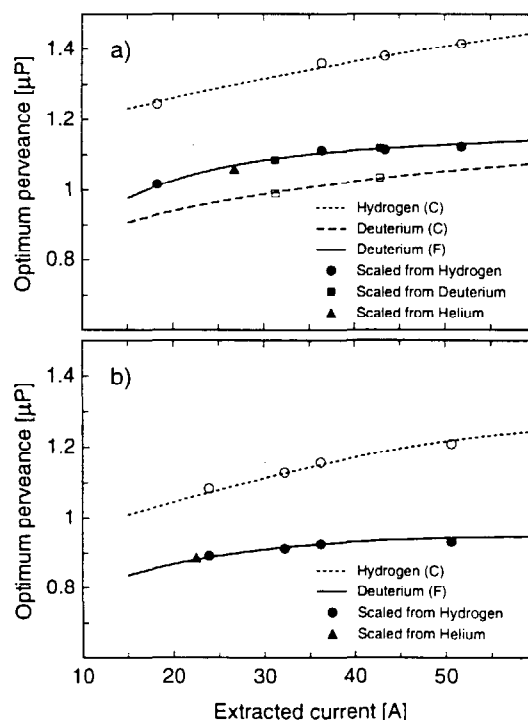 a)
Optimum perveance [μP]
1.4
1.2
1
0.8
Hydrogen (C)
Deuterium (C)
Deuterium (F)
Scaled from Hydrogen
Scaled from Deuterium
Scaled from Helium
b)
Optimum perveance [μP]
1.4
1.2
1
0.8
Hydrogen (C)
Deuterium (F)
Scaled from Hydrogen
Scaled from Helium
10 20 30 40 50
Extracted current [A]